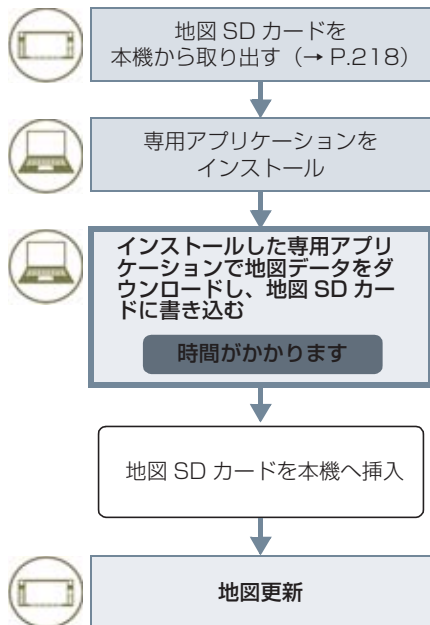 地図 SD カードを
本機から取り出す（→ P.218）
専用アプリケーションを
インストール
インストールした専用アプリ
ケーションで地図データをダ
ウンロードし、地図 SD カー
ドに書き込む
時間がかかります
地図 SD カードを本機へ挿入
地図更新